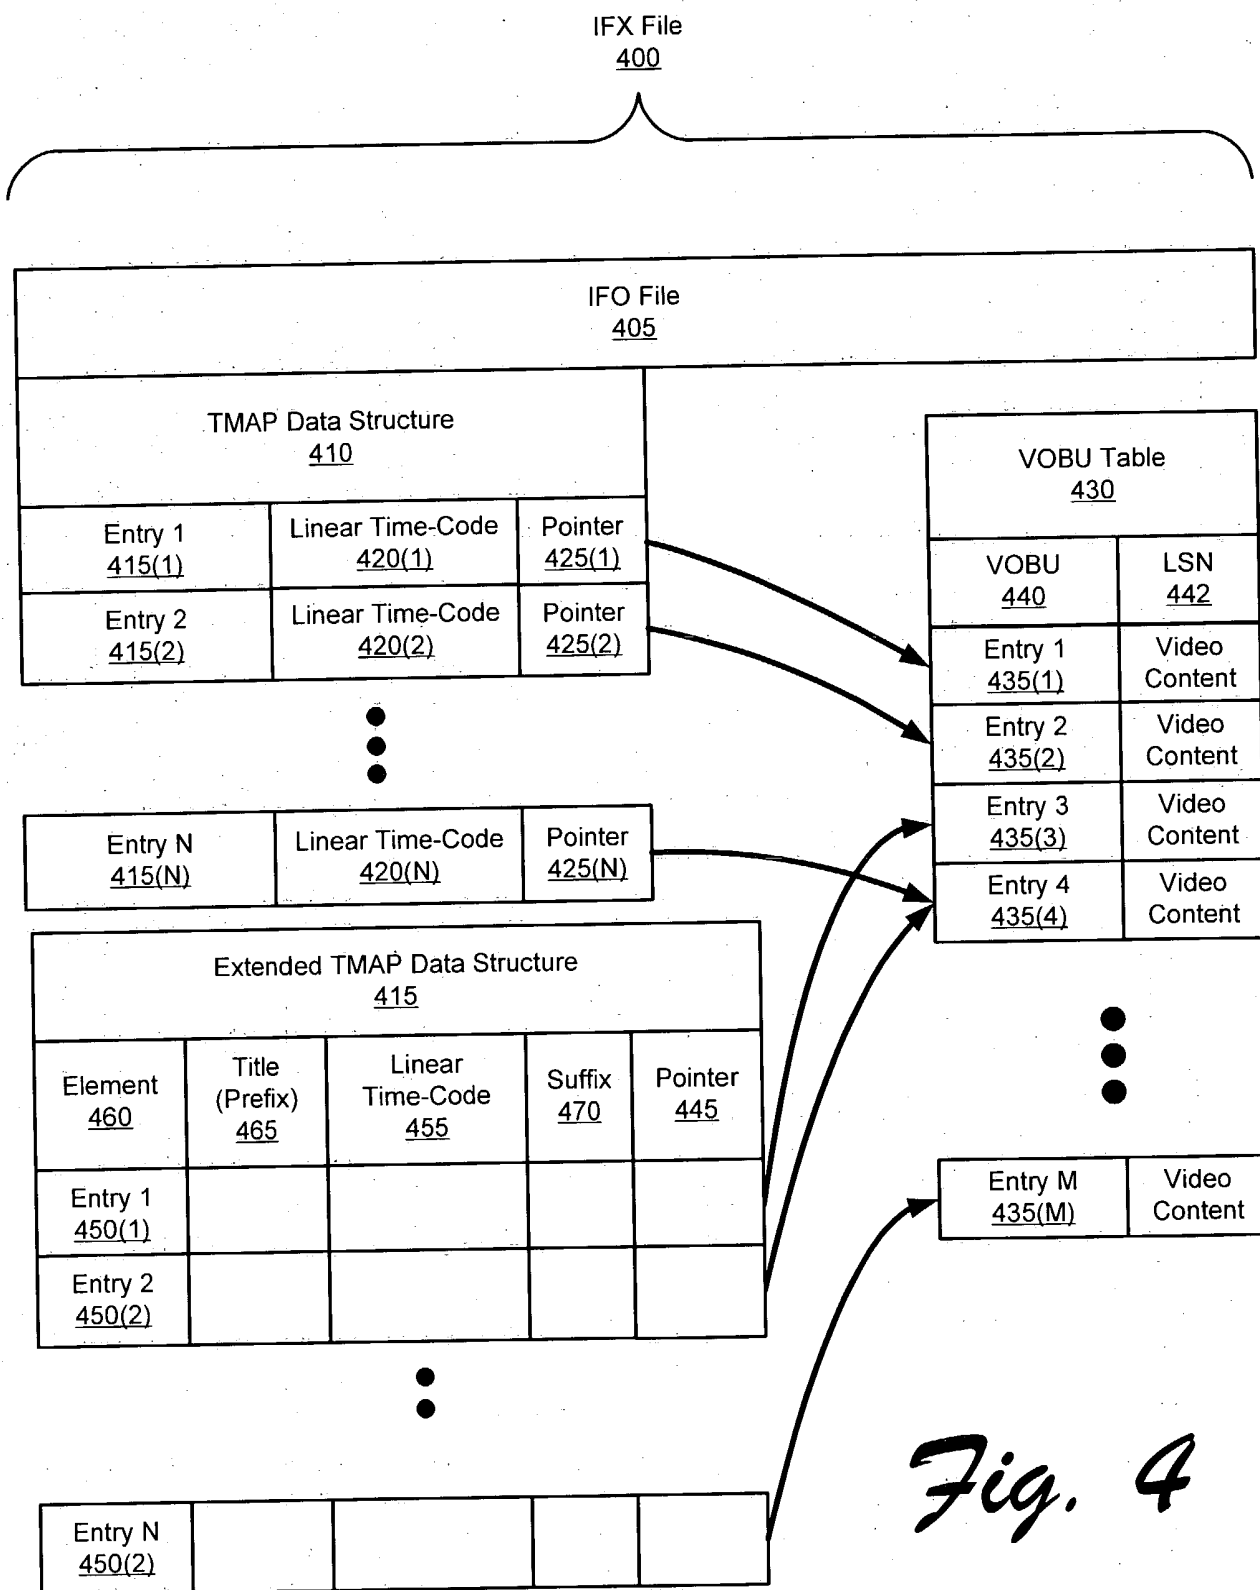 IFX File
400
IFO File
405
TMAP Data Structure
410
Entry 1
415(1)
Linear Time-Code
420(1)
Pointer
425(1)
Entry 2
415(2)
Linear Time-Code
420(2)
Pointer
425(2)
Entry N
415(N)
Linear Time-Code
420(N)
Pointer
425(N)
VOBU Table
430
VOBU
440
LSN
442
Entry 1
435(1)
Video
Content
Entry 2
435(2)
Video
Content
Entry 3
435(3)
Video
Content
Entry 4
435(4)
Video
Content
Entry M
435(M)
Video
Content
Extended TMAP Data Structure
415
Element
460
Title
(Prefix)
465
Linear
Time-Code
455
Suffix
470
Pointer
445
Entry 1
450(1)
Entry 2
450(2)
Entry N
450(2)
Fig. 4